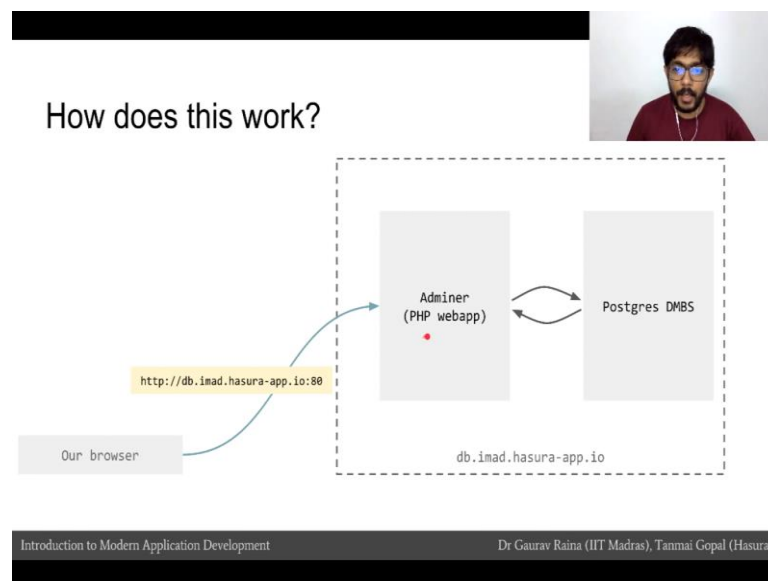 How does this work?
Adminer
(PHP webapp)
Postgres DMBS
http://db.imad.hasura-app.io:80
Our browser
db.imad.hasura-app.io
Introduction to Modern Application Development
Dr Gaurav Raina (IIT Madras), Tanmai Gopal (Hasura